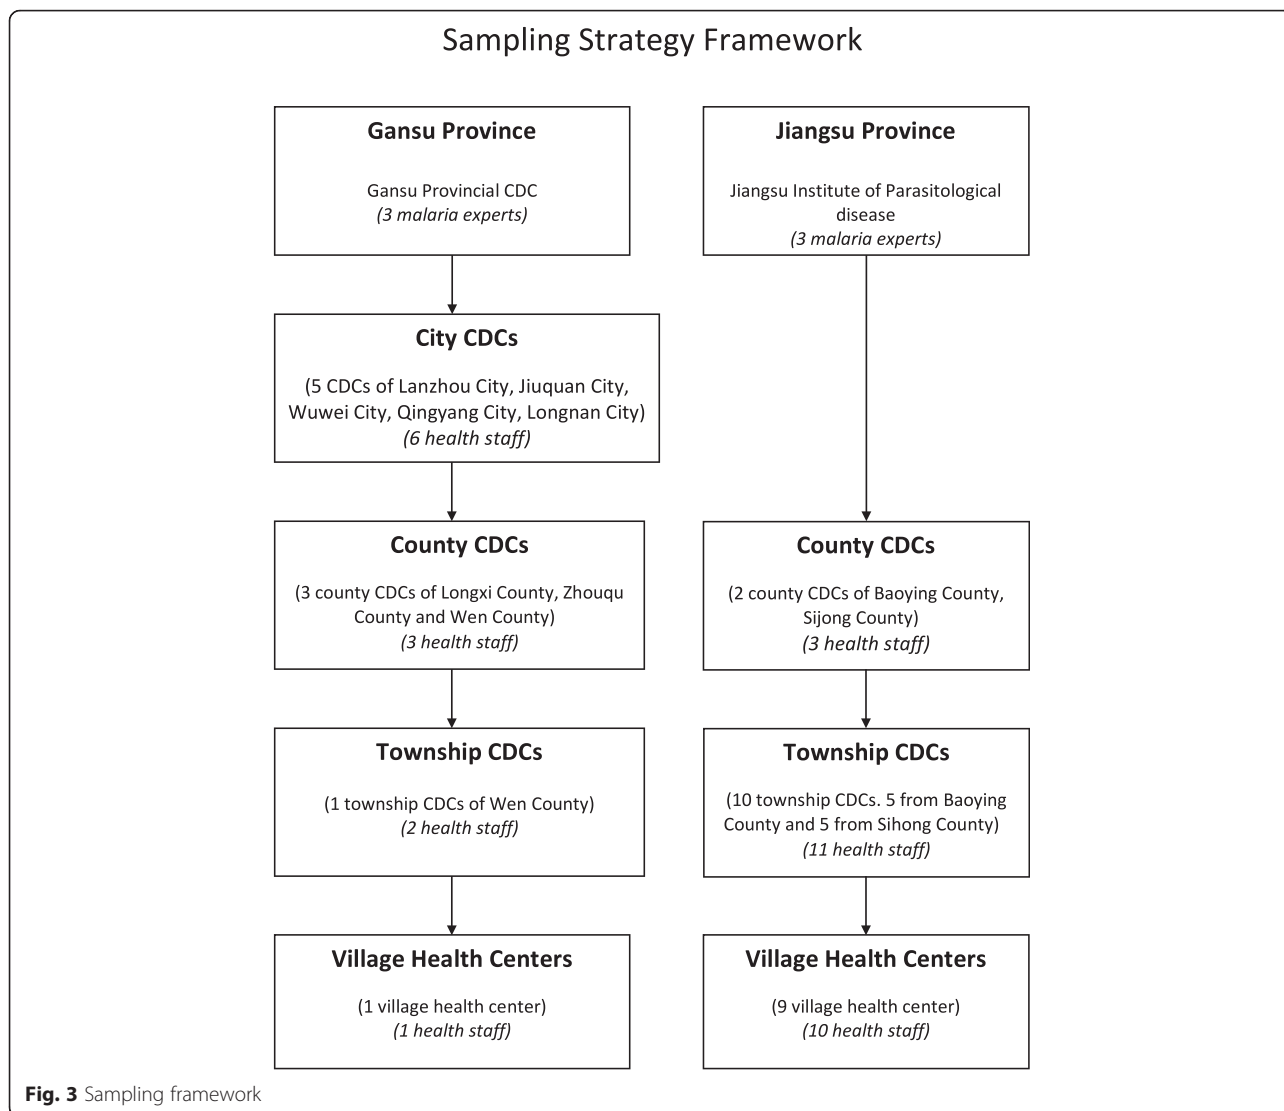 Sampling Strategy Framework
Gansu Province
Gansu Provincial CDC
(3 malaria experts)
Jiangsu Province
Jiangsu Institute of Parasitological
disease
(3 malaria experts)
City CDCs
(5 CDCs of Lanzhou City, Jiuquan City,
Wuwei City, Qingyang City, Longnan City)
(6 health staff)
County CDCs
(3 county CDCs of Longxi County, Zhouqu
County and Wen County)
(3 health staff)
County CDCs
(2 county CDCs of Baoying County,
Sijong County)
(3 health staff)
Township CDCs
(1 township CDCs of Wen County)
(2 health staff)
Township CDCs
(10 township CDCs. 5 from Baoying
County and 5 from Sihong County)
(11 health staff)
Village Health Centers
(1 village health center)
(1 health staff)
Village Health Centers
(9 village health center)
(10 health staff)
Fig. 3 Sampling framework